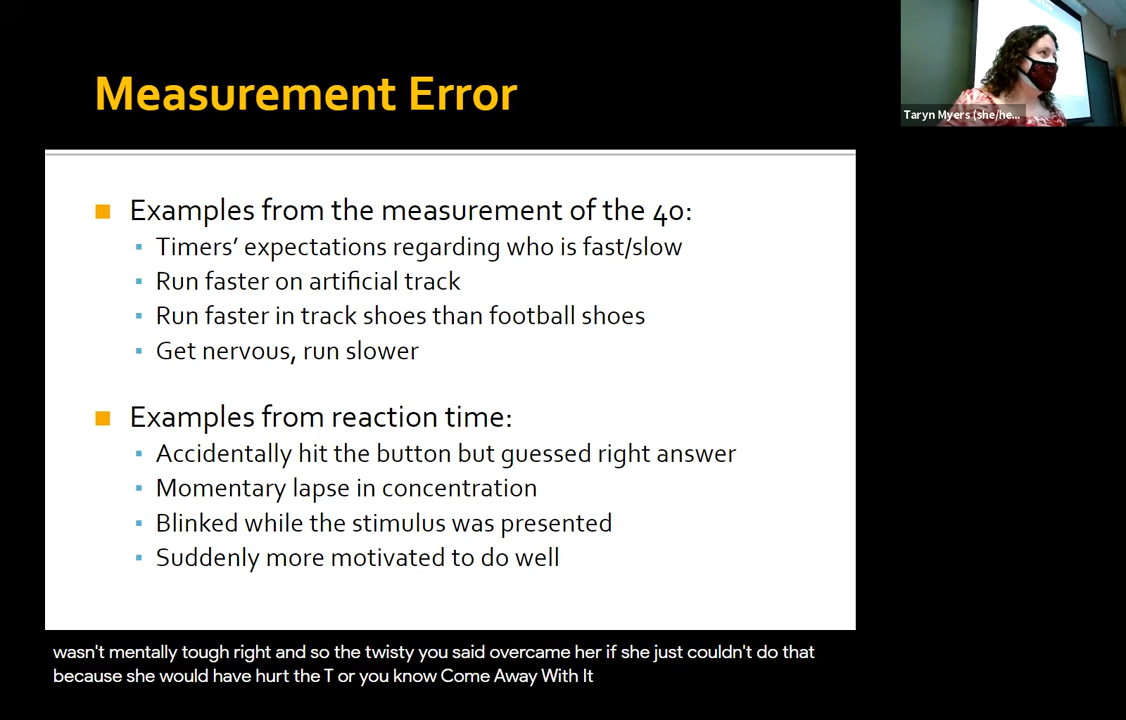 Measurement Error
Taryn Myers (she/he...
Examples from the measurement of the 40:
Timers' expectations regarding who is fast/slow
Run faster on artificial track
Run faster in track shoes than football shoes
Get nervous, run slower
Examples from reaction time:
Accidentally hit the button but guessed right answer
Momentary lapse in concentration
Blinked while the stimulus was presented
Suddenly more motivated to do well
wasn't mentally tough right and so the twisty you said overcame her if she just couldn't do that
because she would have hurt the T or you know Come Away With It